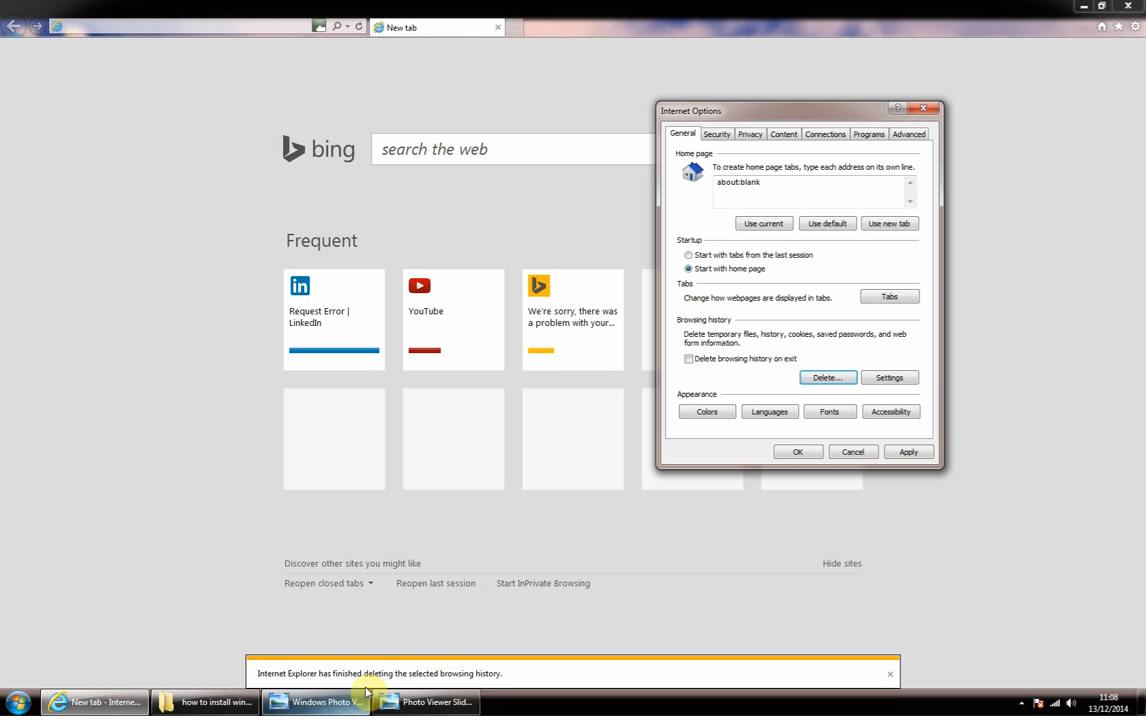 New tab
bing
search the web
Frequent
Request Error |
LinkedIn
YouTube
We're sorry, there was
a problem with your...
Discover other sites you might like
Hide sites
Reopen closed tabs
Reopen last session
Start InPrivate Browsing
Internet Options
General
Security
Privacy
Content
Connections
Programs
Advanced
Home page
To create home page tabs, type each address on its own line.
about:blank
Use current
Use default
Use new tab
Startup
Start with tabs from the last session
Start with home page
Tabs
Change how webpages are displayed in tabs.
Tabs
Browsing history
Delete temporary files, history, cookies, saved passwords, and web
form information.
Delete browsing history on exit
Delete...
Settings
Appearance
Colors
Languages
Fonts
Accessibility
OK
Cancel
Apply
Internet Explorer has finished deleting the selected browsing history.
New tab - Interne...
how to install win...
Windows Photo V...
Photo Viewer Slid...
11:08
13/12/2014